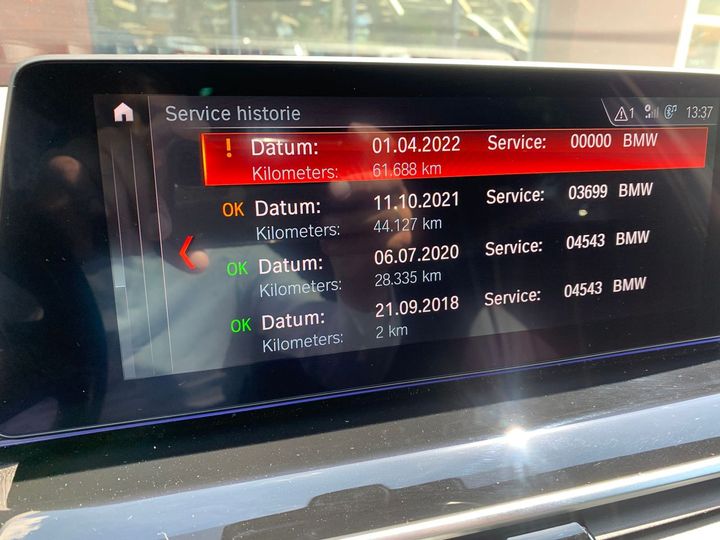 Service historie
1 13:37
! Datum: 01.04.2022 Service: 00000 BMW
Kilometers: 61.688 km
OK Datum: 11.10.2021 Service: 03699 BMW
Kilometers: 44.127 km
OK Datum: 06.07.2020 Service: 04543 BMW
Kilometers: 28.335 km
OK Datum: 21.09.2018 Service: 04543 BMW
Kilometers: 2 km